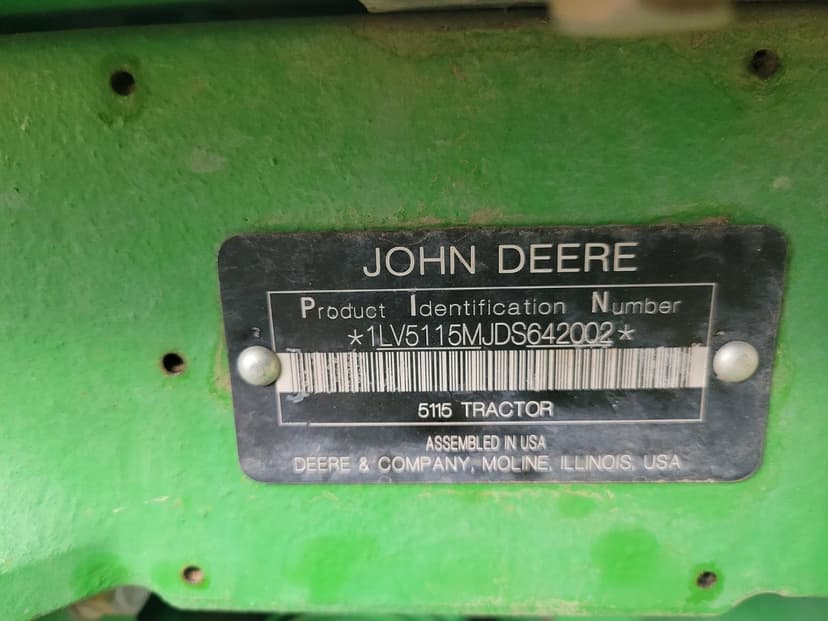 JOHN DEERE
Product Identification Number
*1LV5115MJDS642002*
5115 TRACTOR
ASSEMBLED IN USA
DEERE & COMPANY, MOLINE, ILLINOIS, USA